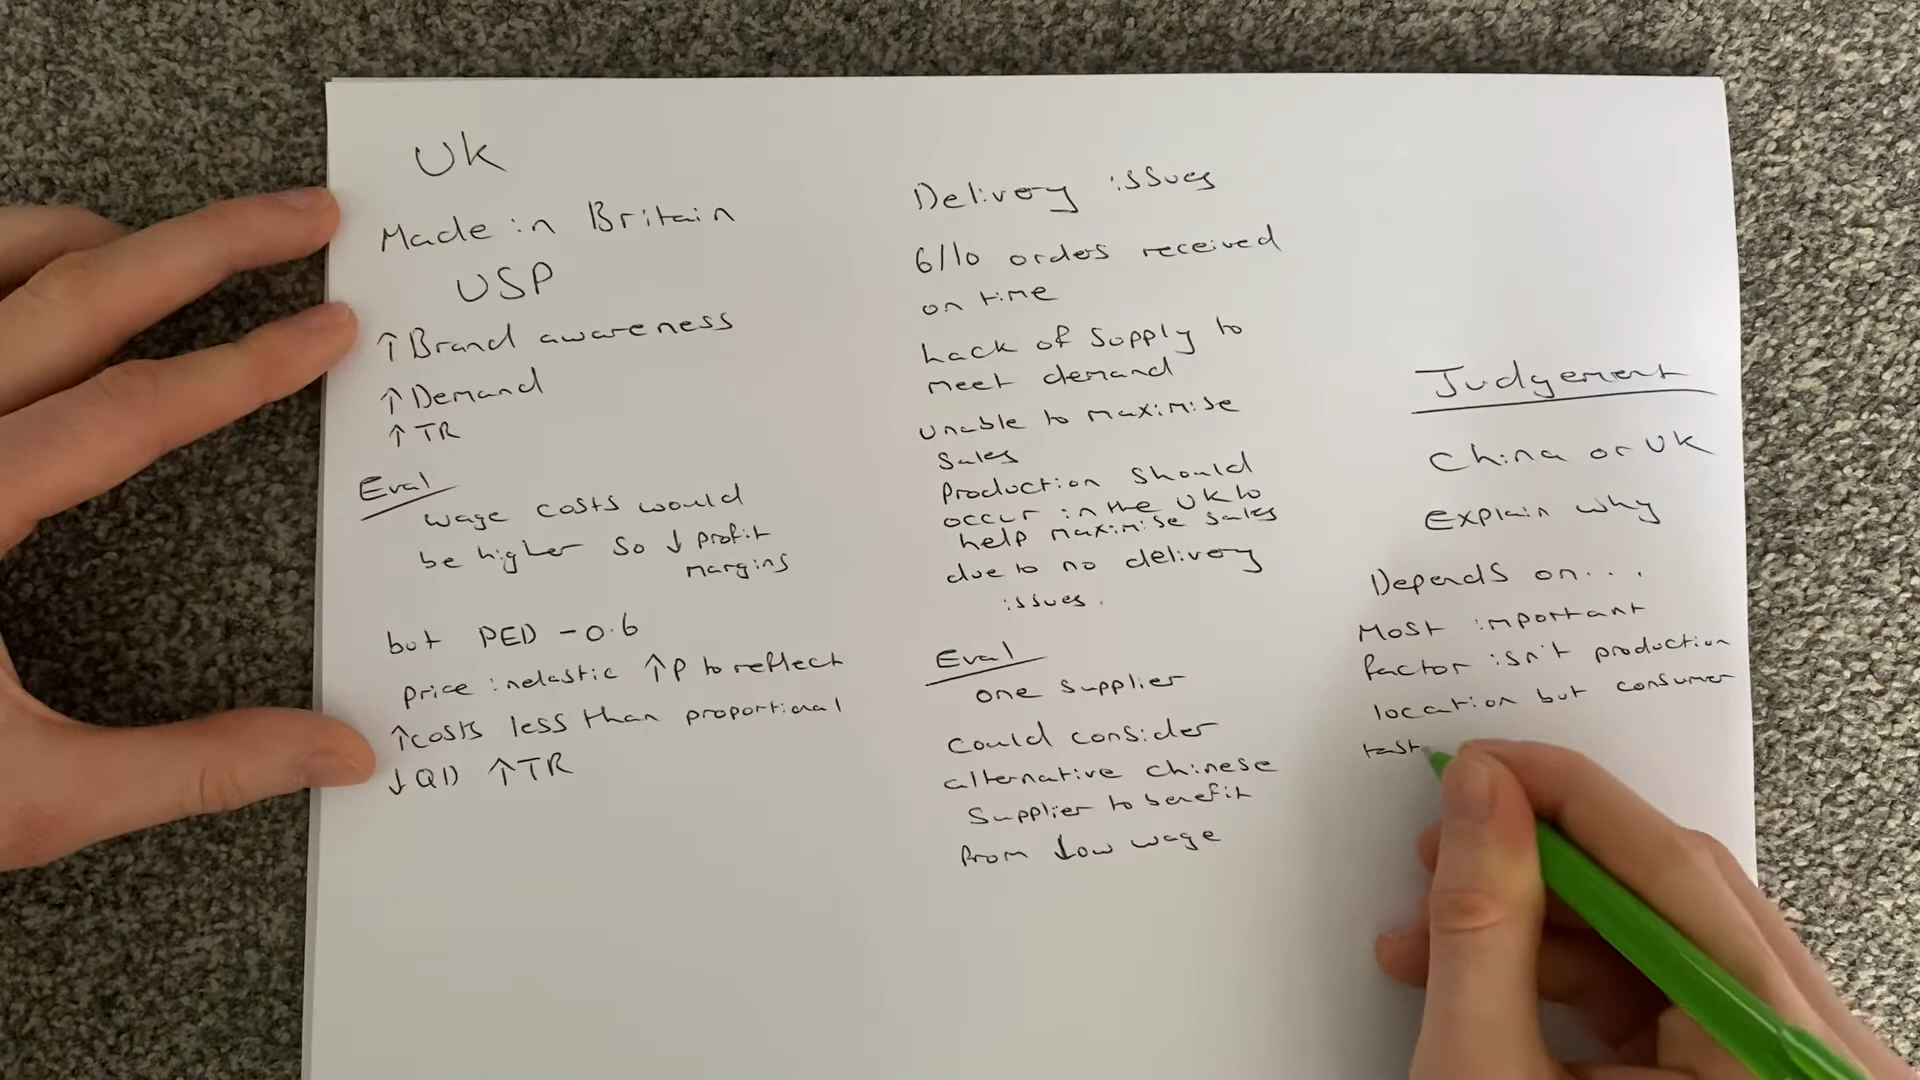 UK
Made in Britain
USP
↑ Brand awareness
↑ Demand
↑ TR
Eval
wage costs would
be higher so ↓ profit
margins
but PED -0.6
price inelastic ↑P to reflect
↑costs less than proportional
↓QD ↑TR
Delivery issues
6/10 orders received
on time
Lack of supply to
meet demand
unable to maximise
sales
Production should
occur in the UK to
help maximise sales
due to no delivery
issues.
Eval
one supplier
could consider
alternative Chinese
supplier to benefit
from low wage
Judgement
China or UK
Explain why
Depends on...
Most important
factor isn't production
location but consumer
tast